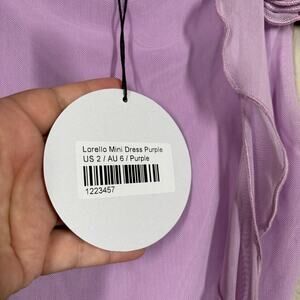 Lorello Mini Dress Purple
US 2 / AU 6 / Purple
1223457